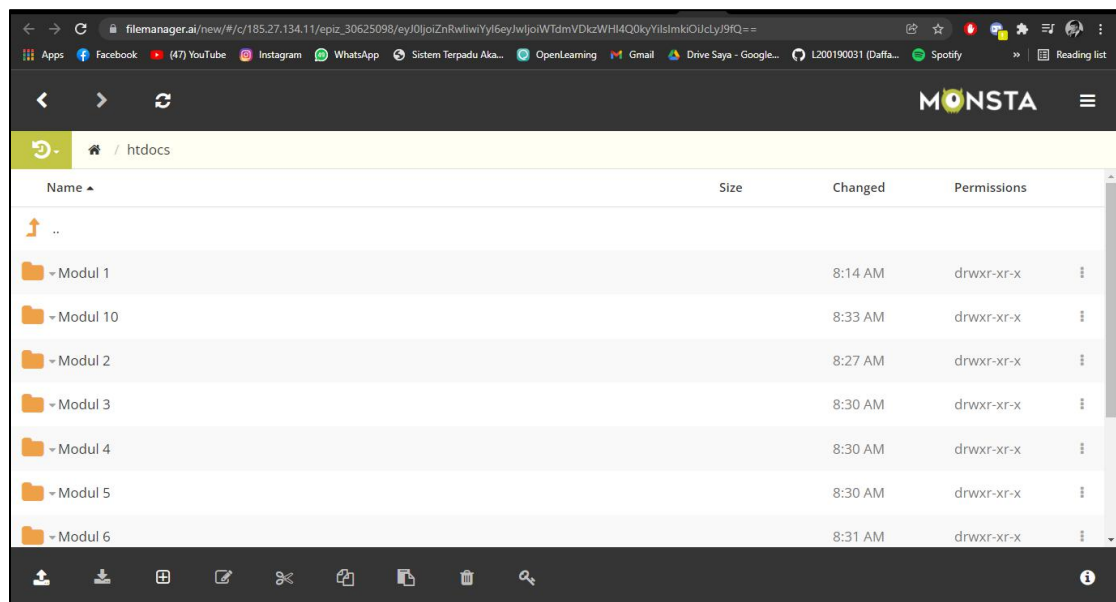 filemanager.ai/new/#/c/185.27.134.11/epiz_30625098/eyJ0IjoiZnRwIiwiYyI6eyJwIjoiWTdmVDkzWHI4Q0kyYiIsImkiOiJcLyJ9fQ==
Apps Facebook (47) YouTube Instagram WhatsApp Sistem Terpadu Aka... OpenLearning Gmail Drive Saya - Google... L200190031 (Daffa... Spotify » Reading list
MONSTA
/ htdocs
Name Size Changed Permissions
..
Modul 1 8:14 AM drwxr-xr-x
Modul 10 8:33 AM drwxr-xr-x
Modul 2 8:27 AM drwxr-xr-x
Modul 3 8:30 AM drwxr-xr-x
Modul 4 8:30 AM drwxr-xr-x
Modul 5 8:30 AM drwxr-xr-x
Modul 6 8:31 AM drwxr-xr-x